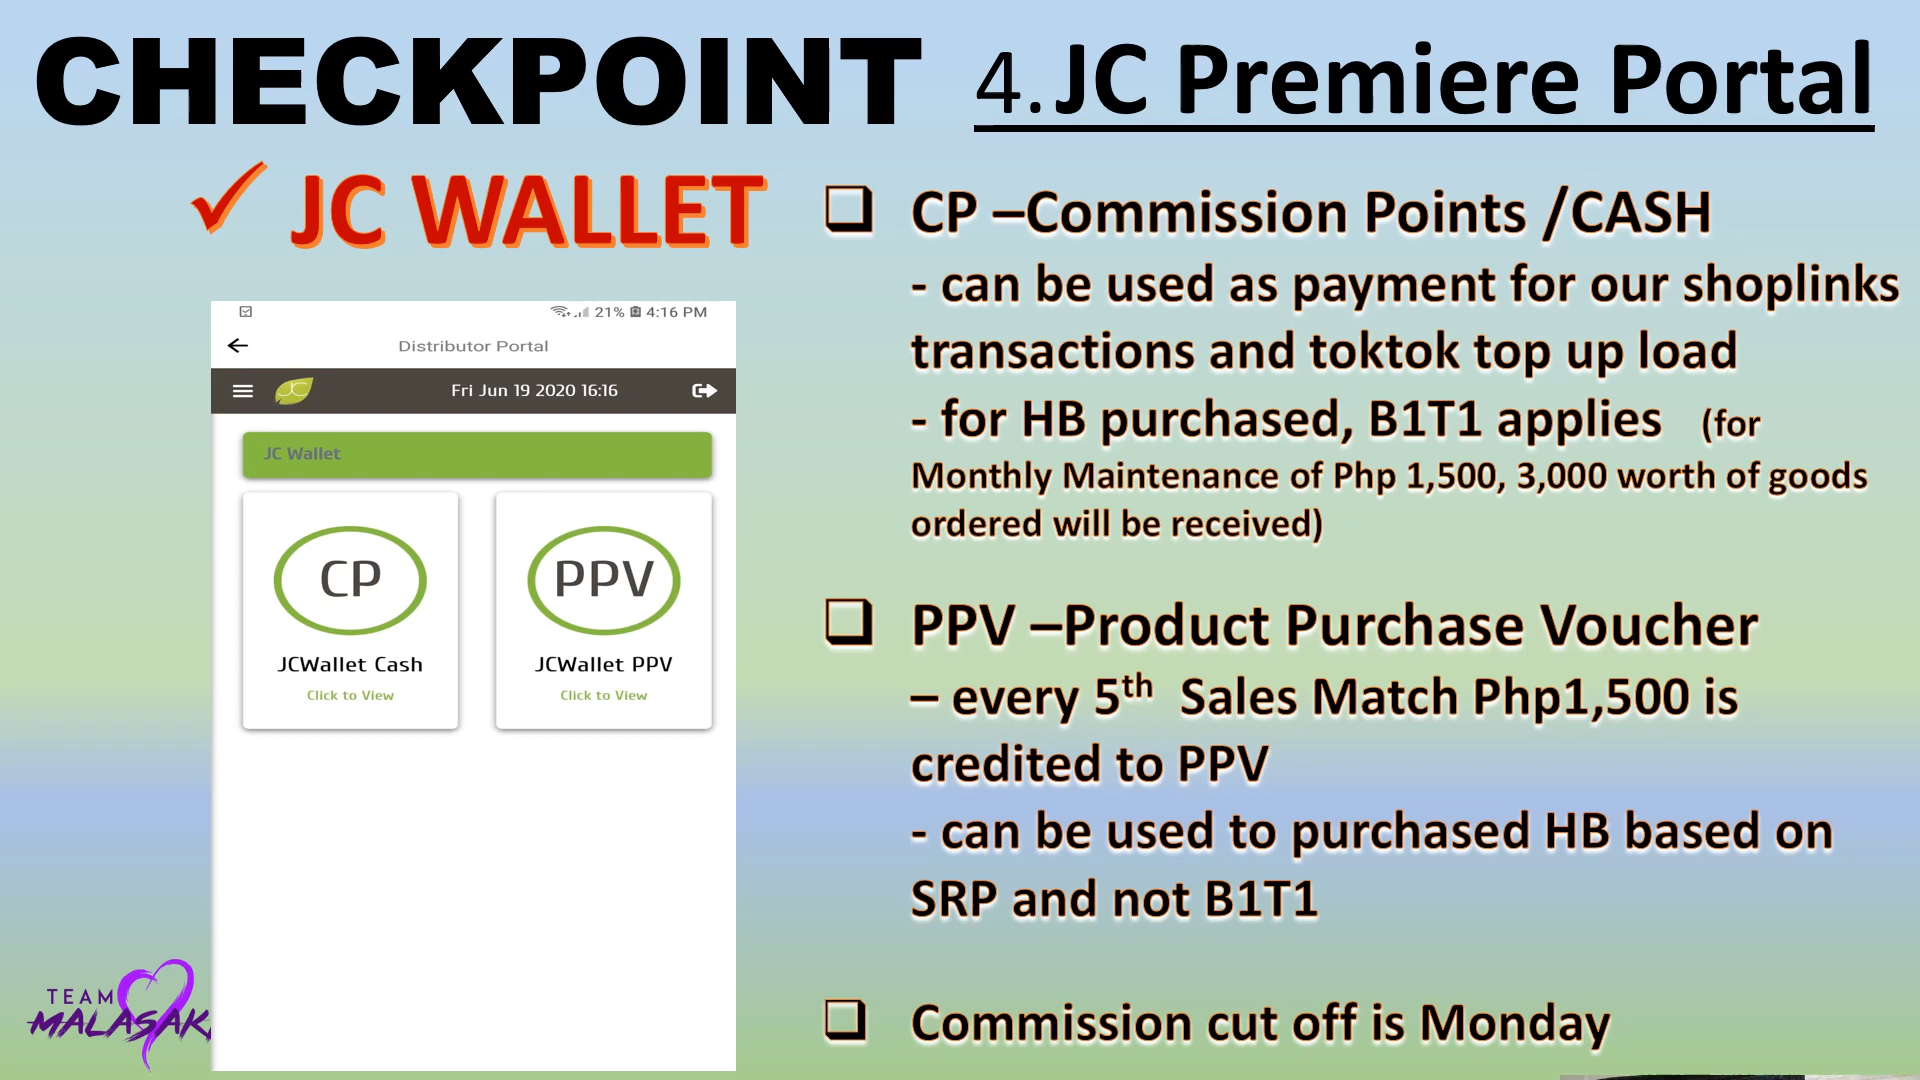 CHECKPOINT 4. JC Premiere Portal
✓ JC WALLET
21% 4:16 PM
Distributor Portal
JC Fri Jun 19 2020 16:16
JC Wallet
CP
JCWallet Cash
Click to View
PPV
JCWallet PPV
Click to View
❑ CP –Commission Points /CASH
- can be used as payment for our shoplinks
transactions and toktok top up load
- for HB purchased, B1T1 applies (for
Monthly Maintenance of Php 1,500, 3,000 worth of goods
ordered will be received)
❑ PPV –Product Purchase Voucher
– every 5th Sales Match Php1,500 is
credited to PPV
- can be used to purchased HB based on
SRP and not B1T1
❑ Commission cut off is Monday
TEAM
MALASAK